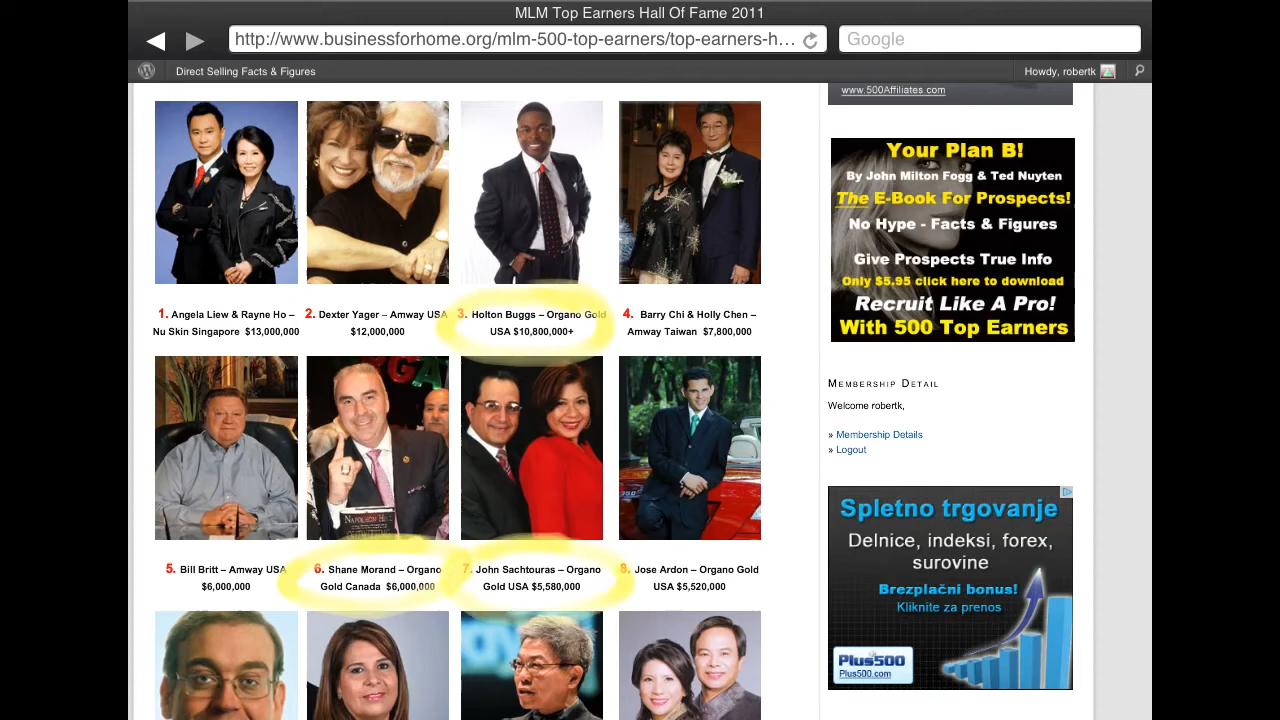 MLM Top Earners Hall Of Fame 2011
http://www.businessforhome.org/mlm-500-top-earners/top-earners-h...
Google
Direct Selling Facts & Figures
Howdy, robertk
www.500Affiliates.com
1. Angela Liew & Rayne Ho –
Nu Skin Singapore $13,000,000
2. Dexter Yager – Amway USA
$12,000,000
3. Holton Buggs – Organo Gold
USA $10,800,000+
4. Barry Chi & Holly Chen –
Amway Taiwan $7,800,000
NAPOLEON HILL
5. Bill Britt – Amway USA
$6,000,000
6. Shane Morand – Organo
Gold Canada $6,000,000
7. John Sachtouras – Organo
Gold USA $5,580,000
8. Jose Ardon – Organo Gold
USA $5,520,000
Your Plan B!
By John Milton Fogg & Ted Nuyten
The E-Book For Prospects!
No Hype - Facts & Figures
Give Prospects True Info
Only $5.95 click here to download
Recruit Like A Pro!
With 500 Top Earners
Membership Detail
Welcome robertk,
» Membership Details
» Logout
Spletno trgovanje
Delnice, indeksi, forex,
surovine
Brezplačni bonus!
Kliknite za prenos
Plus500
Plus500.com